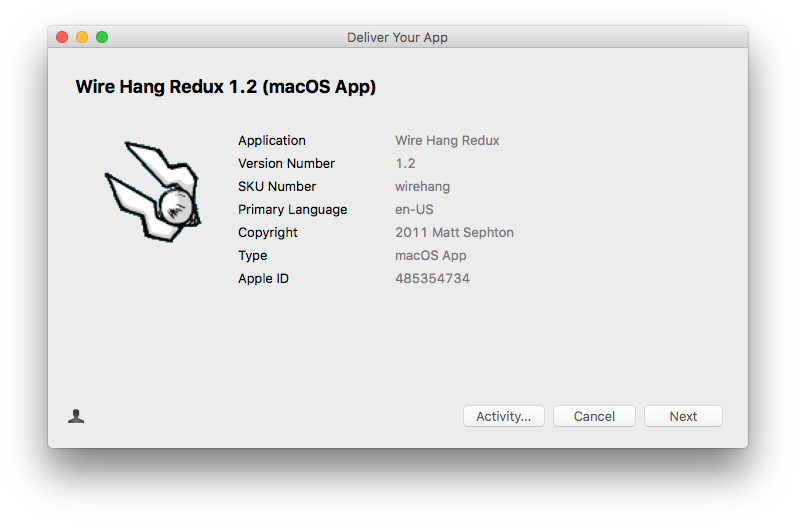 Deliver Your App
Wire Hang Redux 1.2 (macOS App)
Application Wire Hang Redux
Version Number 1.2
SKU Number wirehang
Primary Language en-US
Copyright 2011 Matt Sephton
Type macOS App
Apple ID 485354734
Activity... Cancel Next